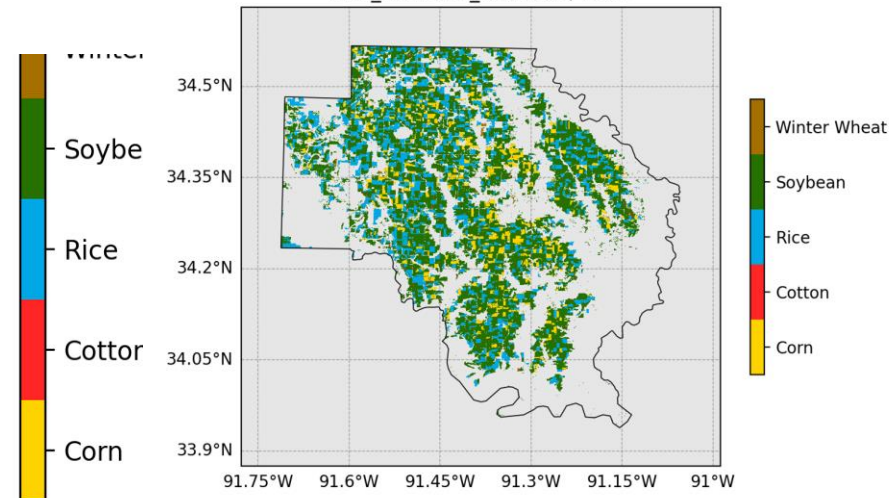 Soybe
Rice
Cottor
Corn
34.5°N
34.35°N
34.2°N
34.05°N
33.9°N
91.75°W 91.6°W 91.45°W 91.3°W 91.15°W 91°W
Winter Wheat
Soybean
Rice
Cotton
Corn